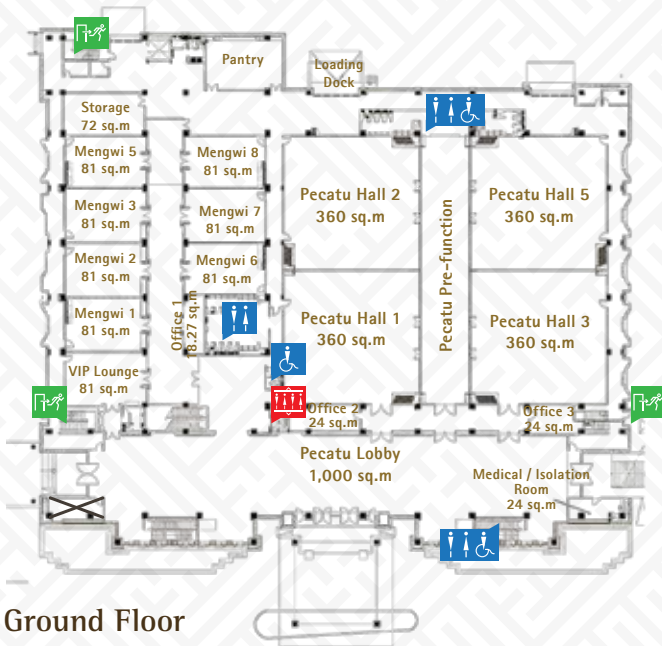 Pantry
Loading
Dock
Storage
72 sq.m
Mengwi 5
81 sq.m
Mengwi 8
81 sq.m
Mengwi 3
81 sq.m
Mengwi 7
81 sq.m
Mengwi 2
81 sq.m
Mengwi 6
81 sq.m
Mengwi 1
81 sq.m
Office 1
8.27 sq.m
VIP Lounge
81 sq.m
Pecatu Hall 2
360 sq.m
Pecatu Hall 5
360 sq.m
Pecatu Pre-function
Pecatu Hall 1
360 sq.m
Pecatu Hall 3
360 sq.m
Office 2
24 sq.m
Office 3
24 sq.m
Pecatu Lobby
1,000 sq.m
Medical / Isolation
Room
24 sq.m
Ground Floor